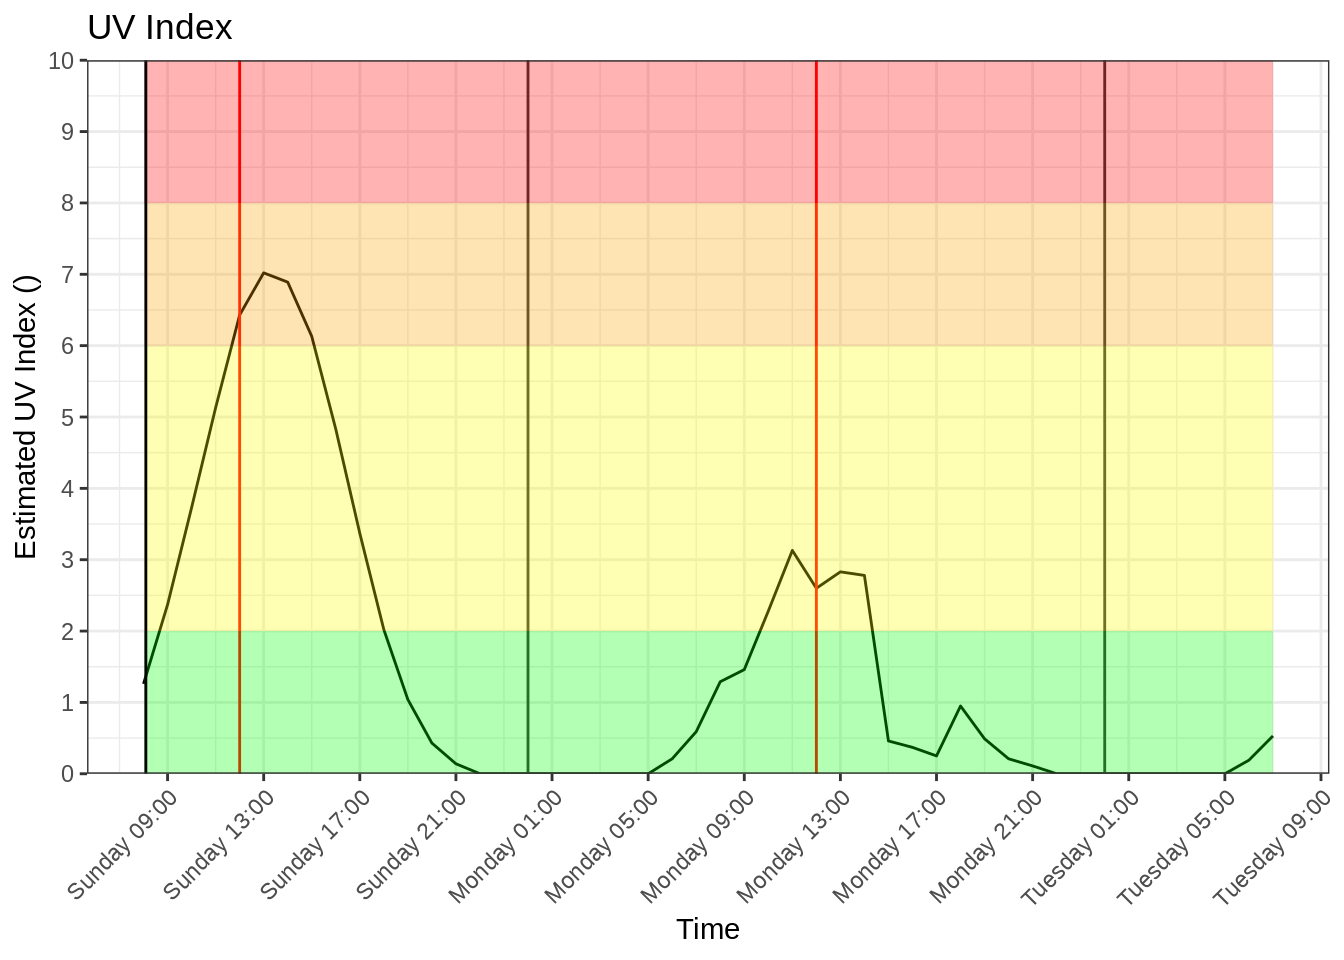 UV Index
10
9
8
7
6
5
4
3
2
1
0
Estimated UV Index ()
Sunday 09:00
Sunday 13:00
Sunday 17:00
Sunday 21:00
Monday 01:00
Monday 05:00
Monday 09:00
Monday 13:00
Monday 17:00
Monday 21:00
Tuesday 01:00
Tuesday 05:00
Tuesday 09:00
Time